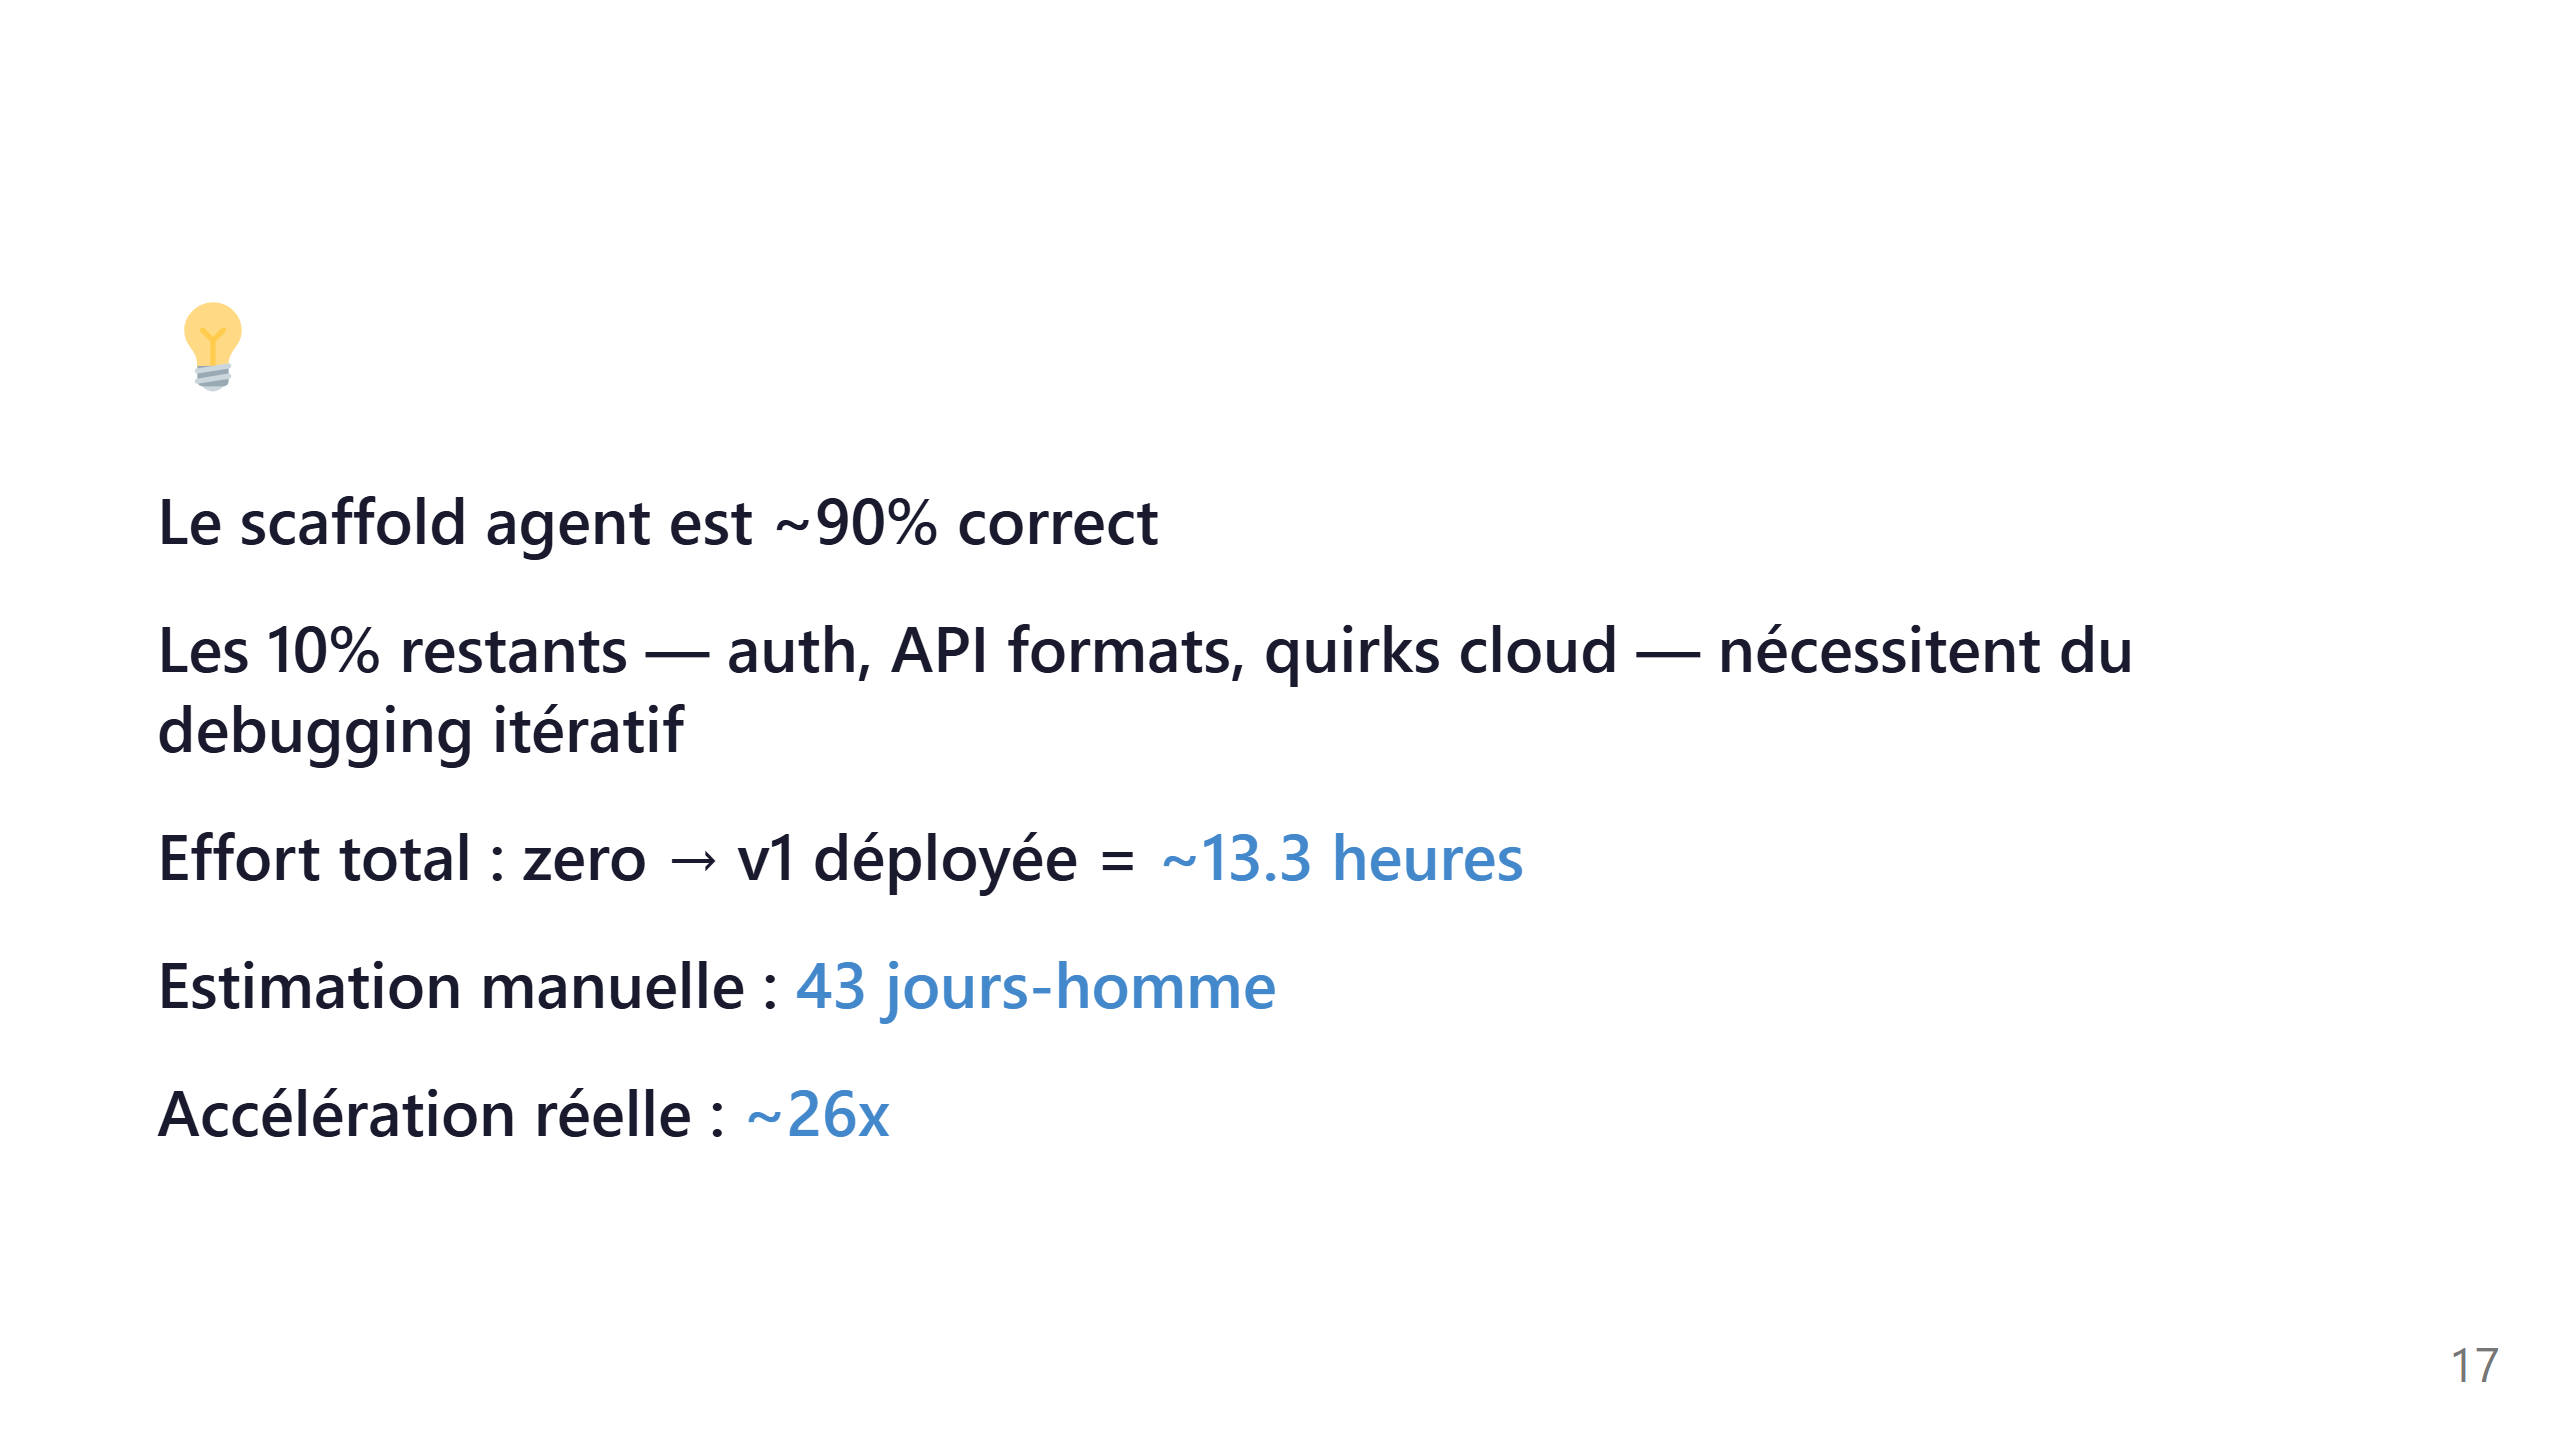 Le scaffold agent est ~90% correct
Les 10% restants — auth, API formats, quirks cloud — nécessitent du
debugging itératif
Effort total : zero → v1 déployée = ~13.3 heures
Estimation manuelle : 43 jours-homme
Accélération réelle : ~26x
17